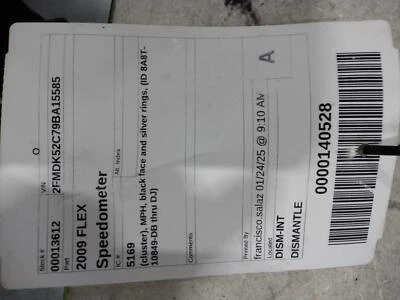 Stock # V/N
00013612 2FMDK52C79BA15585
Part
2009 FLEX
Speedometer
IC # Alt. Index
5169
(cluster), MPH, black face and silver rings, (ID 8A8T-
10849-DB thru DJ)
Comments
A
Printed By
francisco.salaz 01/24/25 @ 9:10 AM
Located
DISM-INT
DISMANTLE
0000140528